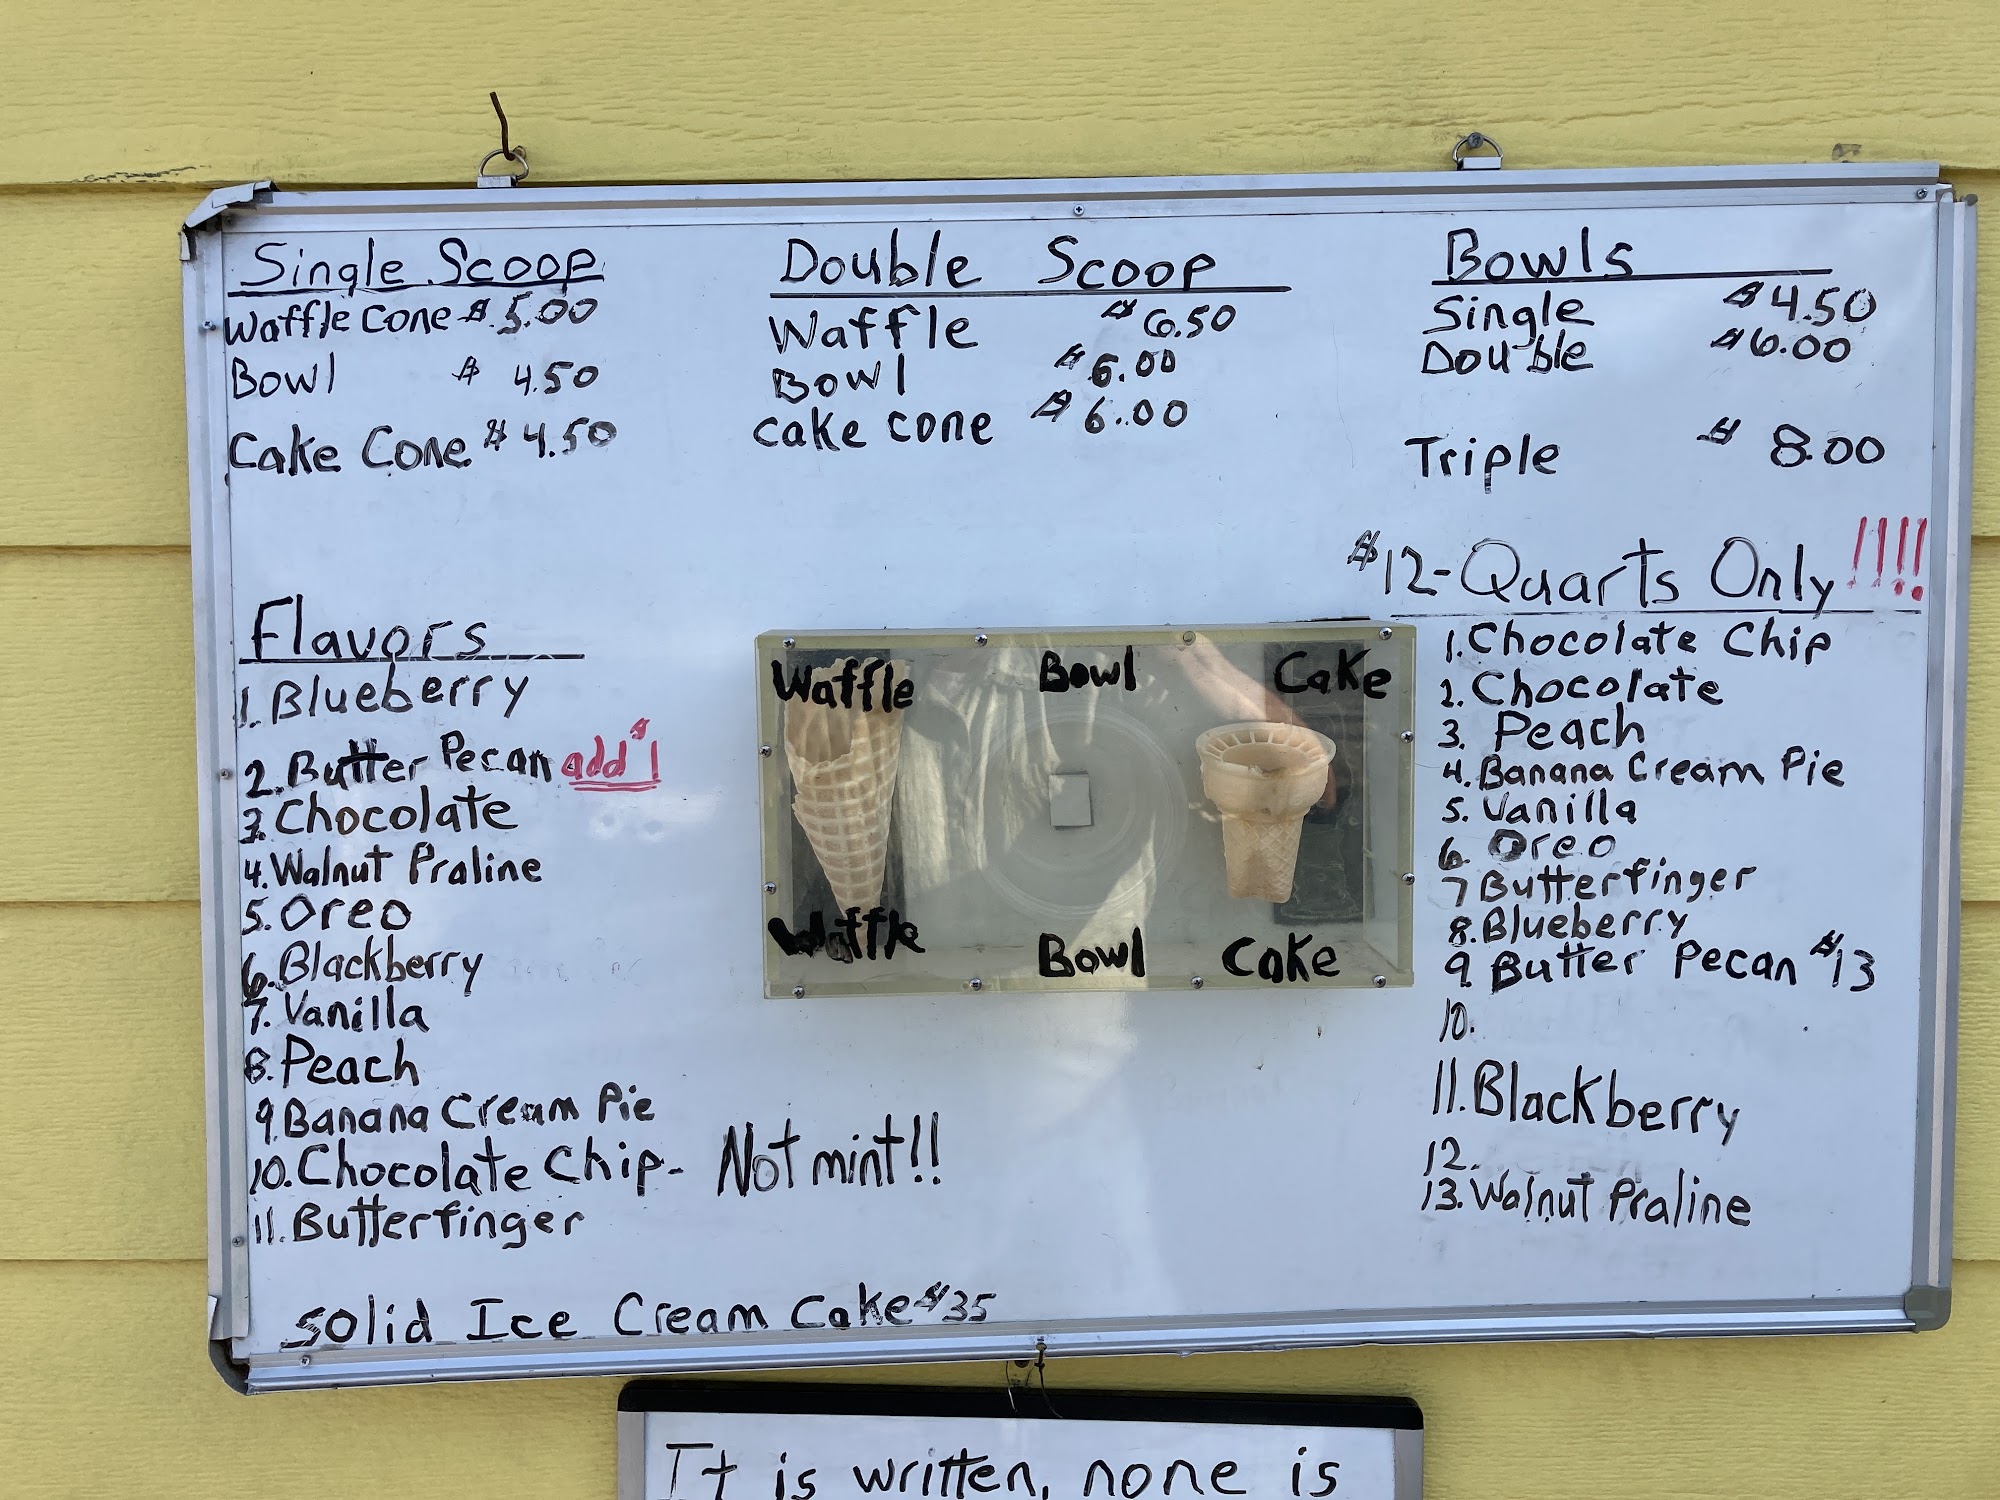 Single Scoop
Waffle Cone $ 5.00
Bowl $ 4.50
Cake Cone $ 4.50
Double Scoop
Waffle $ 6.50
Bowl $ 6.00
Cake cone $ 6.00
Bowls
Single $4.50
Double $6.00
Triple $ 8.00
Flavors
1. Blueberry
2. Butter Pecan add $1
3. Chocolate
4. Walnut Praline
5. Oreo
6. Blackberry
7. Vanilla
8. Peach
9. Banana Cream Pie
10. Chocolate Chip - Not mint!!
11. Butterfinger
Solid Ice Cream Cake $35
Waffle Bowl Cake
Waffle Bowl Cake
$12 - Quarts Only!!!!
1. Chocolate Chip
2. Chocolate
3. Peach
4. Banana Cream Pie
5. Vanilla
6. Oreo
7 Butterfinger
8. Blueberry
9 Butter Pecan $13
10.
11. Blackberry
12.
13. Walnut Praline
It is written, none is